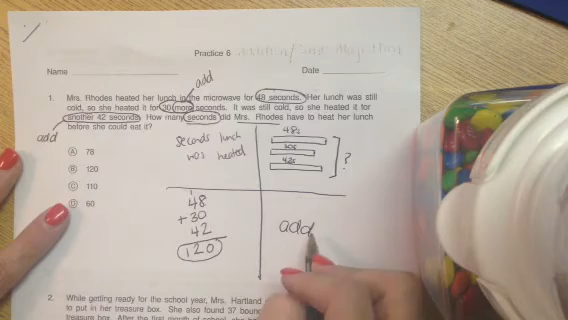 Practice 6 addition/
Name Date
add
1. Mrs. Rhodes heated her lunch in the microwave for 48 seconds. Her lunch was still
cold, so she heated it for 30 more seconds. It was still cold, so she heated it for
another 42 seconds. How many seconds did Mrs. Rhodes have to heat her lunch
before she could eat it?
add
A 78
B 120
C 110
D 60
seconds lunch
was heated
48s
30s
42s
?
1
48
+30
42
120
add
2. While getting ready for the school year, Mrs. Hartland
to put in her treasure box. She also found 37 boun
treasure box. After the first month of school, she ha